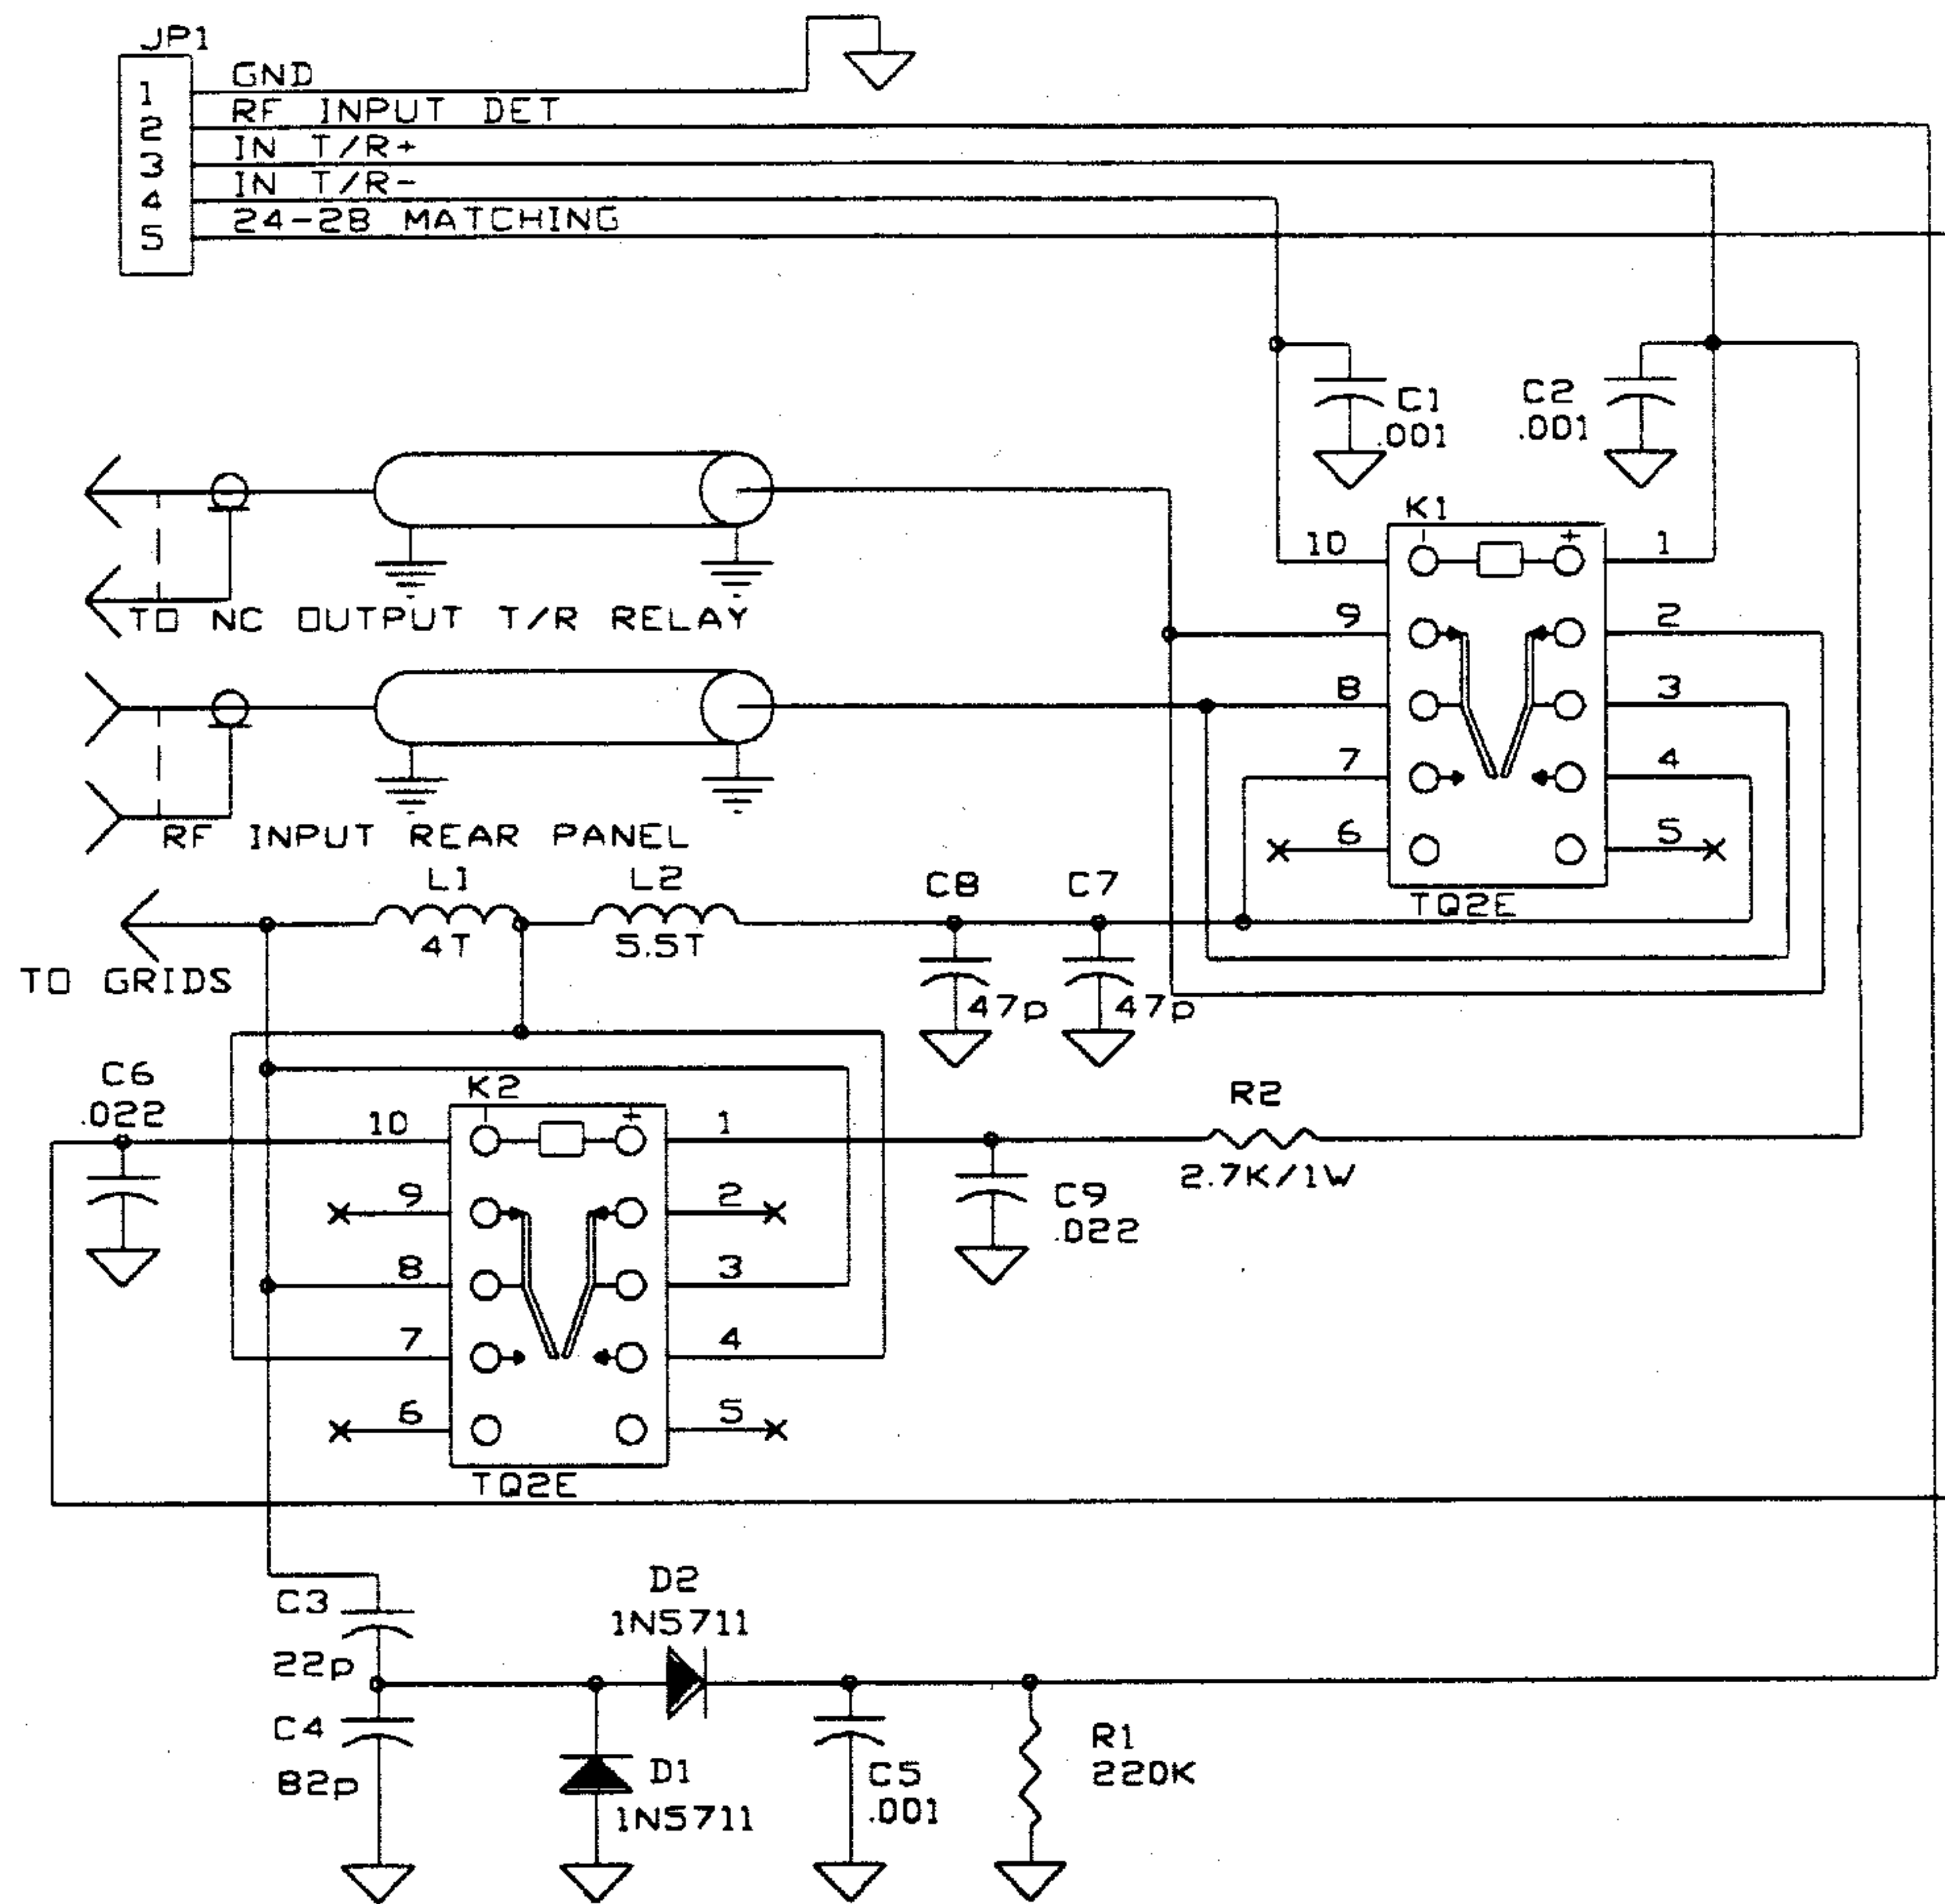 JP1
1 GND
2 RF INPUT DET
3 IN T/R+
4 IN T/R-
5 24-28 MATCHING
C1
.001
C2
.001
K1
- +
10 1
9 2
8 3
7 4
6 5
TQ2E
TO NC OUTPUT T/R RELAY
RF INPUT REAR PANEL
L1
4T
L2
5.5T
C8
47p
C7
47p
TO GRIDS
C6
.022
K2
- +
10 1
9 2
8 3
7 4
6 5
TQ2E
R2
2.7K/1W
C9
.022
C3
22p
C4
82p
D2
1N5711
D1
1N5711
C5
.001
R1
220K